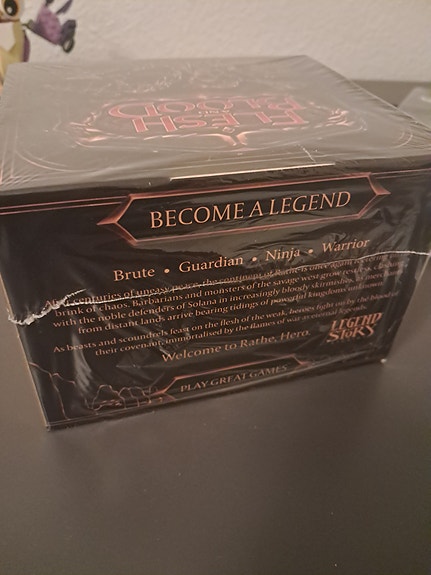 FLESH
BLOOD
BECOME A LEGEND
Brute • Guardian • Ninja • Warrior
After centuries of uneasy peace, the continent of Rathe is once again
brink of chaos. Barbarians and monsters of the savage west grow
with the noble defenders of Solana in increasingly bloody skirmishes.
from distant lands arrive bearing tidings of powerful kingdoms unknown
As beasts and scoundrels feast on the flesh of the weak, heroes fight on by the blood of
their covenant, immortalised by the flames of war as eternal legends.
Welcome to Rathe, Hero.
LEGEND
STORY
PLAY GREAT GAMES